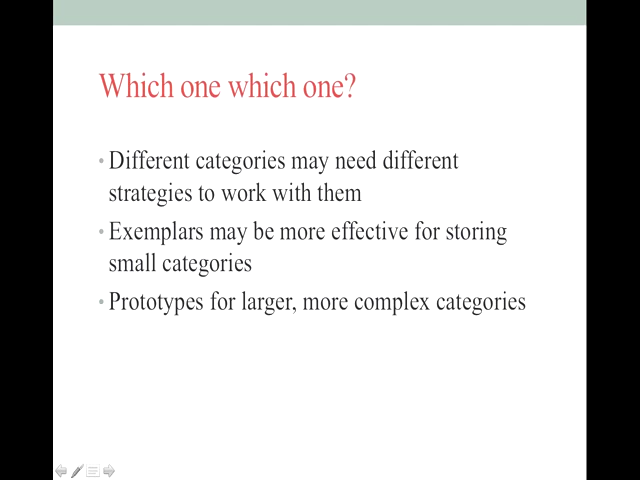 Which one which one?
• Different categories may need different
strategies to work with them
• Exemplars may be more effective for storing
small categories
• Prototypes for larger, more complex categories